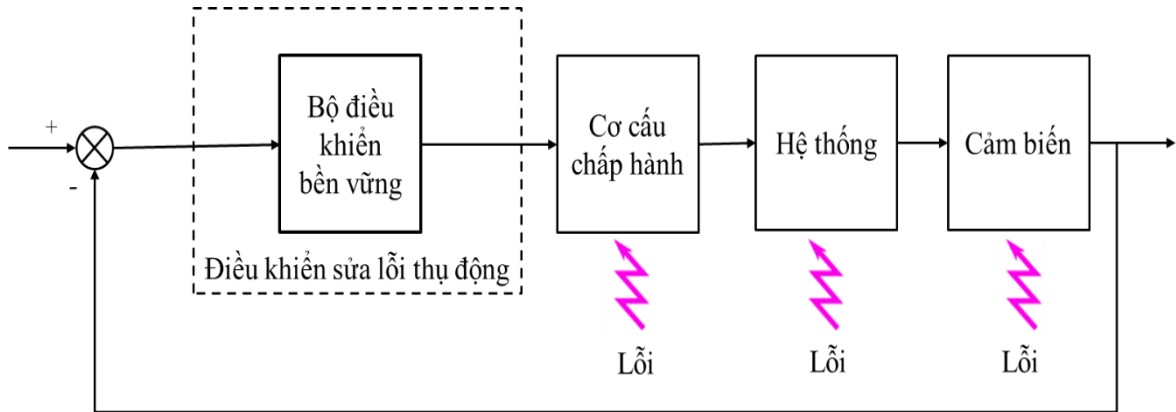 +
-
Bộ điều
khiển
bền vững
Điều khiển sửa lỗi thụ động
Cơ cấu
chấp hành
Hệ thống
Cảm biến
Lỗi
Lỗi
Lỗi